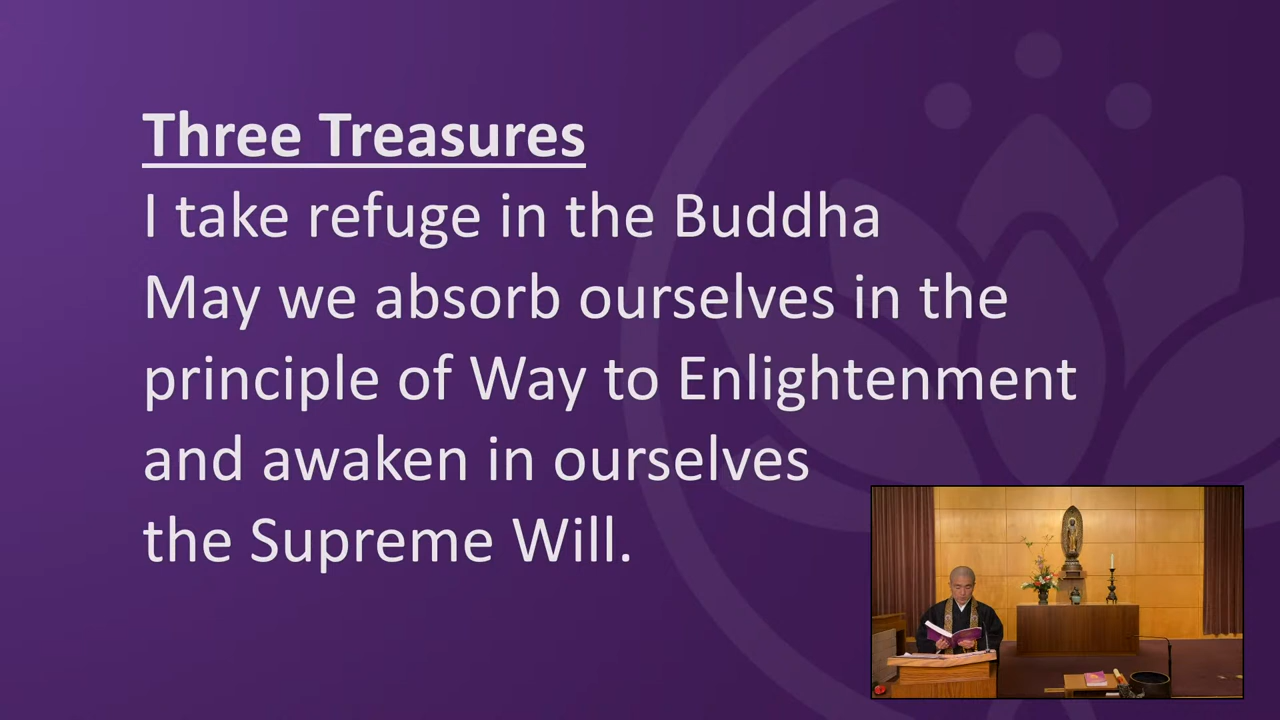 Three Treasures
I take refuge in the Buddha
May we absorb ourselves in the
principle of Way to Enlightenment
and awaken in ourselves
the Supreme Will.